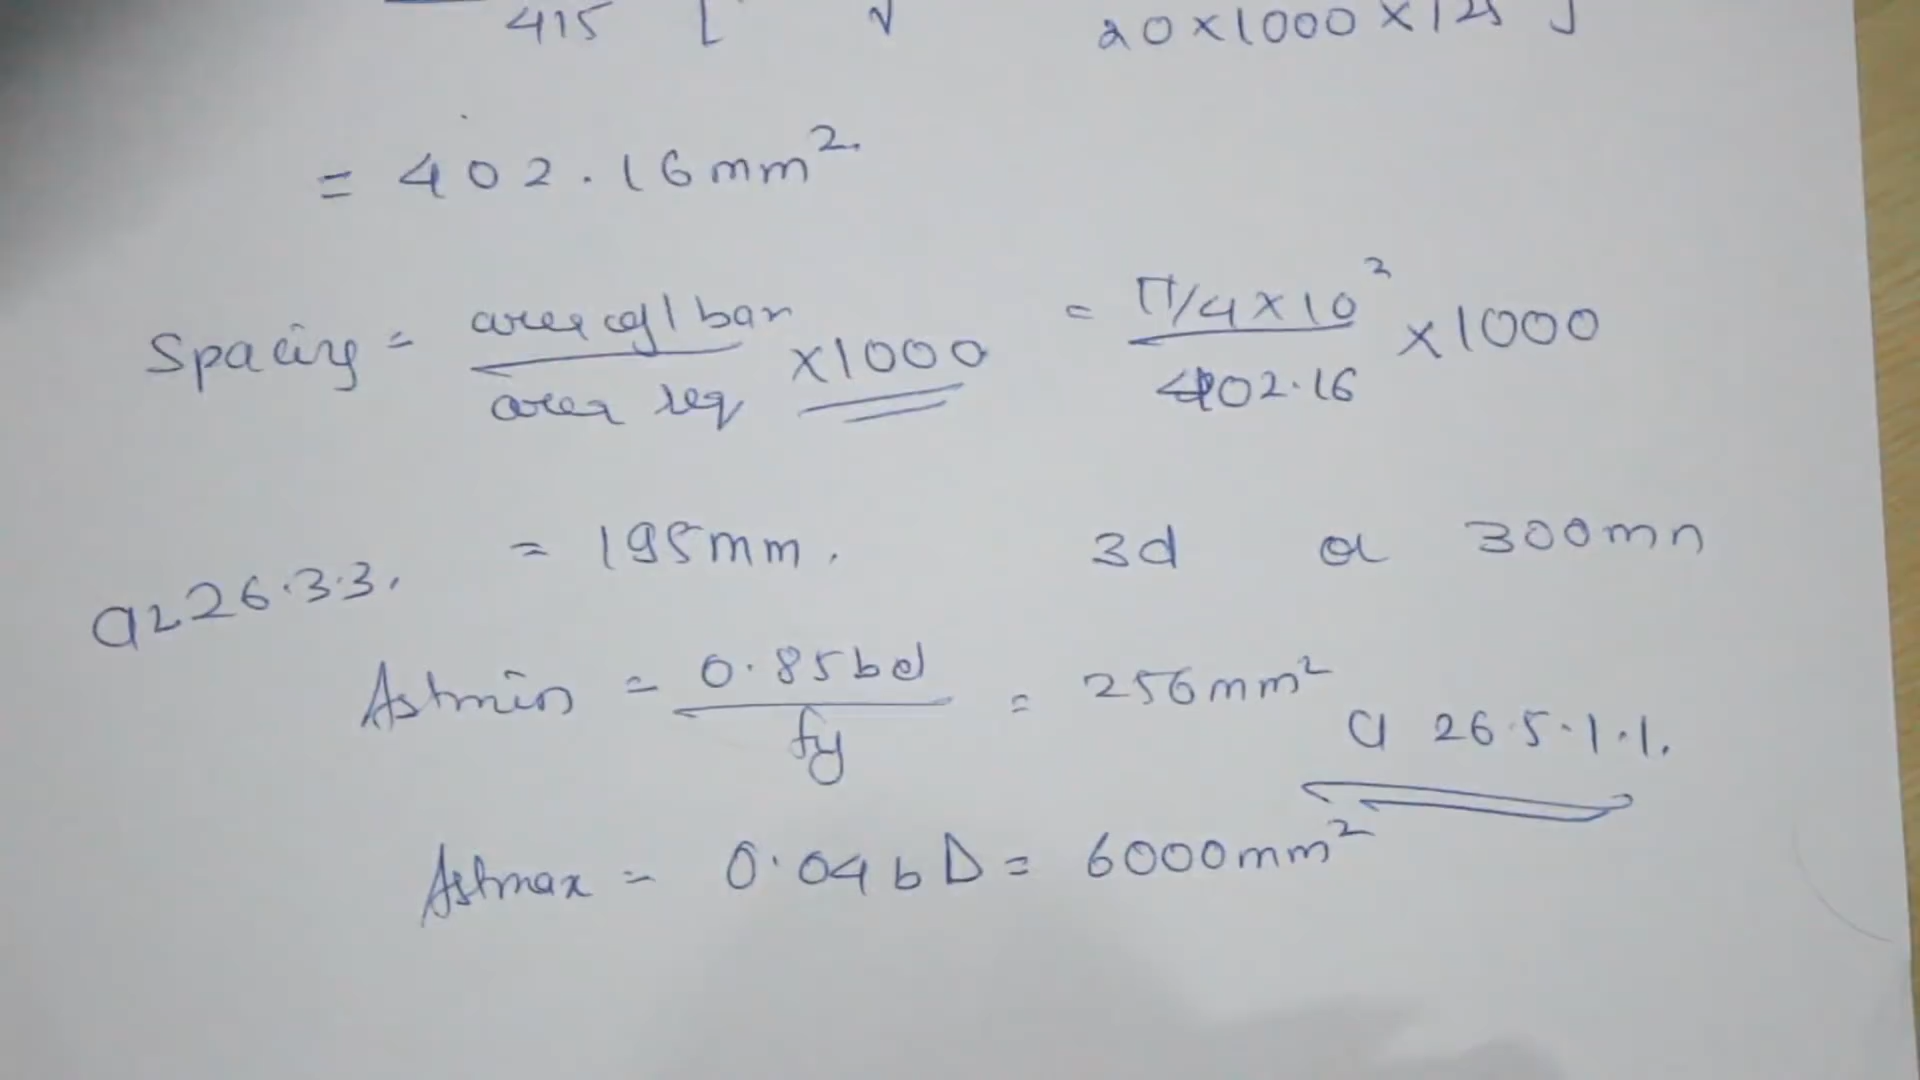 415 [ √ 20×1000×125 ]
= 402.16mm².
Spacing = area of 1 bar / area req ×1000 = π/4×10² / 402.16 ×1000
= 195mm. 3d or 300mm
Cl 26.3.3.
Astmin = 0.85bd / fy = 256mm²
Cl 26.5.1.1.
Astmax = 0.04bD = 6000mm²